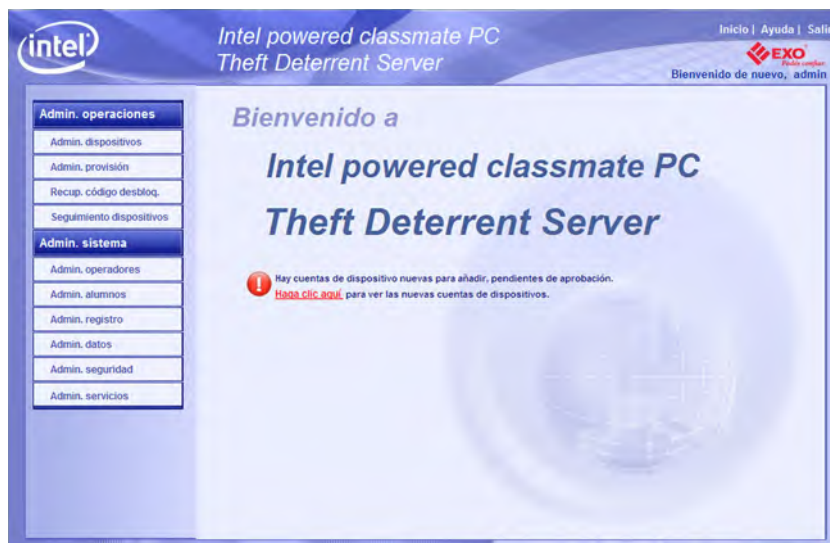 intel
Intel powered classmate PC
Theft Deterrent Server
Inicio | Ayuda | Salir
EXO
Bienvenido de nuevo, admin
Admin. operaciones
Admin. dispositivos
Admin. provisión
Recup. código desbloq.
Seguimiento dispositivos
Admin. sistema
Admin. operadores
Admin. alumnos
Admin. registro
Admin. datos
Admin. seguridad
Admin. servicios
Bienvenido a
Intel powered classmate PC
Theft Deterrent Server
Hay cuentas de dispositivo nuevas para añadir, pendientes de aprobación.
Haga clic aquí para ver las nuevas cuentas de dispositivos.